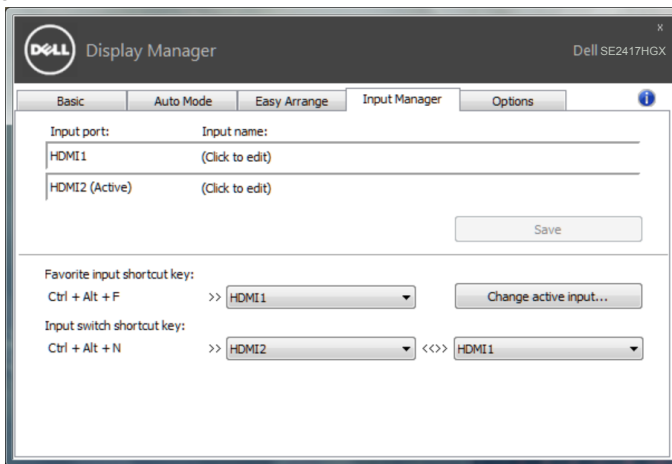 DELL Display Manager
x
Dell SE2417HGX
Basic Auto Mode Easy Arrange Input Manager Options i
Input port: Input name:
HDMI1 (Click to edit)
HDMI2 (Active) (Click to edit)
Save
Favorite input shortcut key:
Ctrl + Alt + F >> HDMI1 Change active input...
Input switch shortcut key:
Ctrl + Alt + N >> HDMI2 <<>> HDMI1